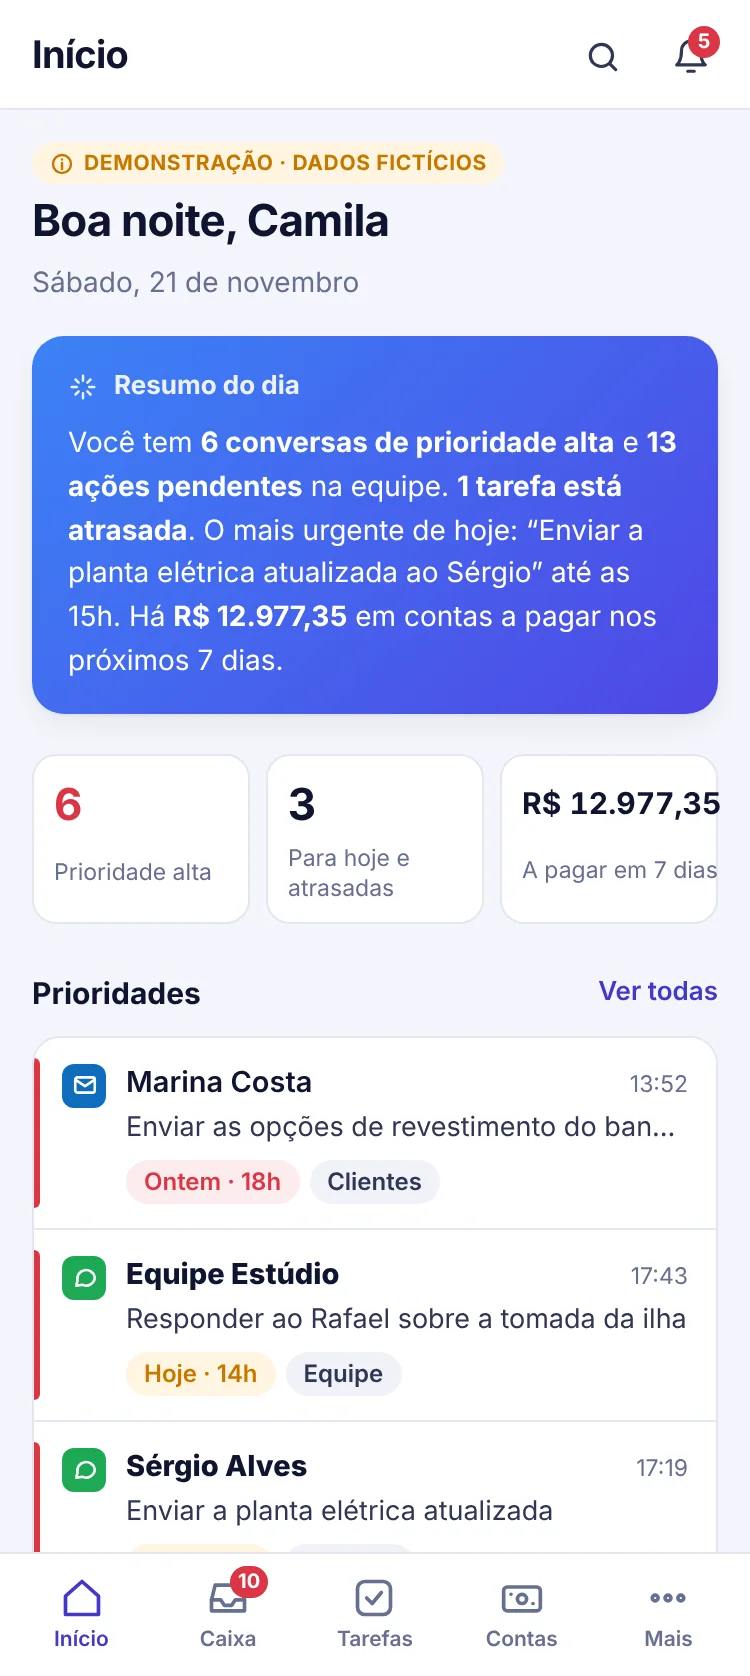 Início
5
DEMONSTRAÇÃO · DADOS FICTÍCIOS
Boa noite, Camila
Sábado, 21 de novembro
Resumo do dia
Você tem 6 conversas de prioridade alta e 13
ações pendentes na equipe. 1 tarefa está
atrasada. O mais urgente de hoje: “Enviar a
planta elétrica atualizada ao Sérgio” até as
15h. Há R$ 12.977,35 em contas a pagar nos
próximos 7 dias.
6
Prioridade alta
3
Para hoje e
atrasadas
R$ 12.977,35
A pagar em 7 dias
Prioridades
Ver todas
Marina Costa
13:52
Enviar as opções de revestimento do ban...
Ontem · 18h
Clientes
Equipe Estúdio
17:43
Responder ao Rafael sobre a tomada da ilha
Hoje · 14h
Equipe
Sérgio Alves
17:19
Enviar a planta elétrica atualizada
10
Início
Caixa
Tarefas
Contas
Mais